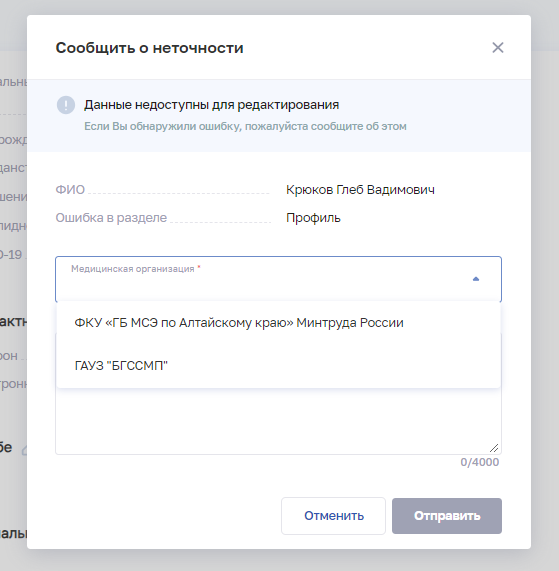 Сообщить о неточности
Данные недоступны для редактирования
Если Вы обнаружили ошибку, пожалуйста сообщите об этом
ФИО
Крюков Глеб Вадимович
Ошибка в разделе
Профиль
Медицинская организация *
ФКУ «ГБ МСЭ по Алтайскому краю» Минтруда России
ГАУЗ "БГССМП"
0/4000
Отменить
Отправить